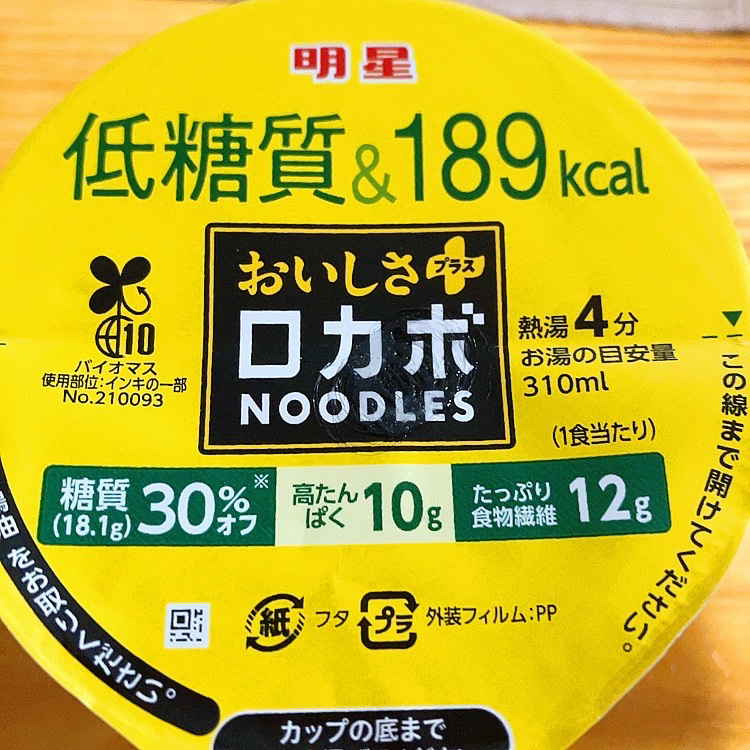 明星
低糖質&189kcal
おいしさプラス
ロカボ
NOODLES
10
バイオマス
使用部位:インキの一部
No.210093
熱湯4分
お湯の目安量
310ml
(1食当たり)
糖質
(18.1g)
30%オフ※
高たん
ぱく
10g
たっぷり
食物繊維
12g
紙
フタ
プラ
外装フィルム:PP
この線まで開けてください。
をお取りください。
カップの底まで